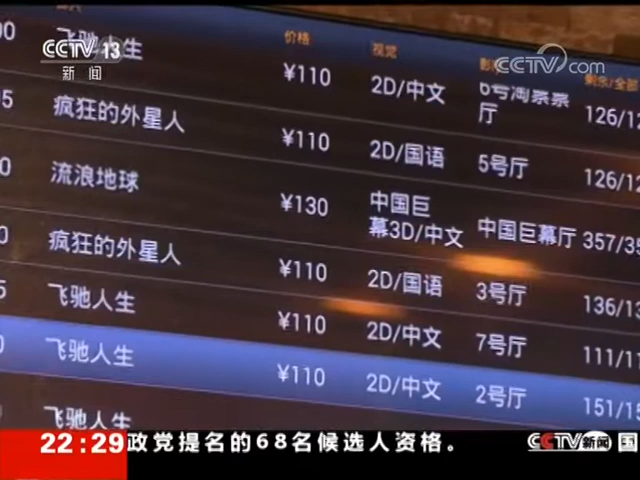 价格 视觉
CCTV 13
新闻
CCTV.com
00 飞驰人生 ¥110 2D/中文 6号淘票票厅 126/12
疯狂的外星人 ¥110 2D/国语 5号厅 126/12
流浪地球 ¥130 中国巨幕3D/中文 中国巨幕厅 357/35
疯狂的外星人 ¥110 2D/国语 3号厅 136/13
飞驰人生 ¥110 2D/中文 7号厅 111/11
飞驰人生 ¥110 2D/中文 2号厅 151/15
飞驰人生
22:29 政党提名的68名候选人资格。 CCTV新闻 国